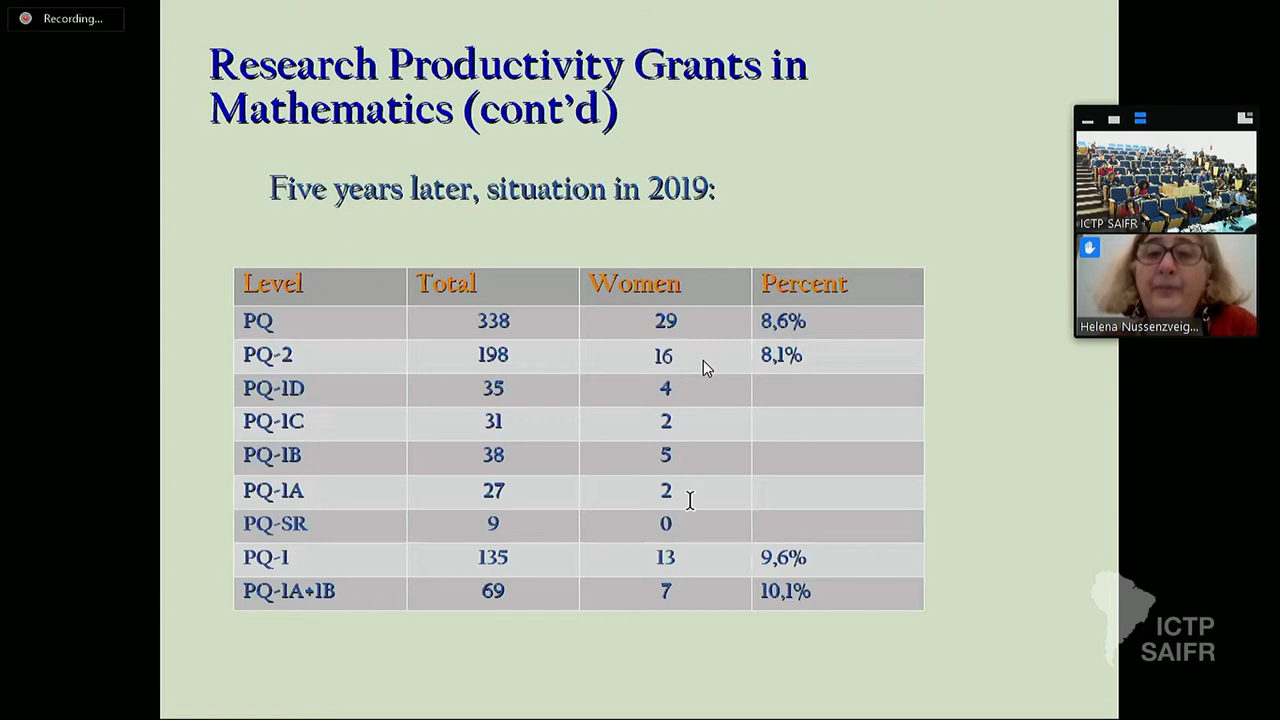 Recording...
Research Productivity Grants in
Mathematics (cont'd)
Five years later, situation in 2019:
Level Total Women Percent
PQ 338 29 8,6%
PQ-2 198 16 8,1%
PQ-1D 35 4
PQ-1C 31 2
PQ-1B 38 5
PQ-1A 27 2
PQ-SR 9 0
PQ-1 135 13 9,6%
PQ-1A+1B 69 7 10,1%
ICTP SAIFR
Helena Nussenzveig...
ICTP
SAIFR